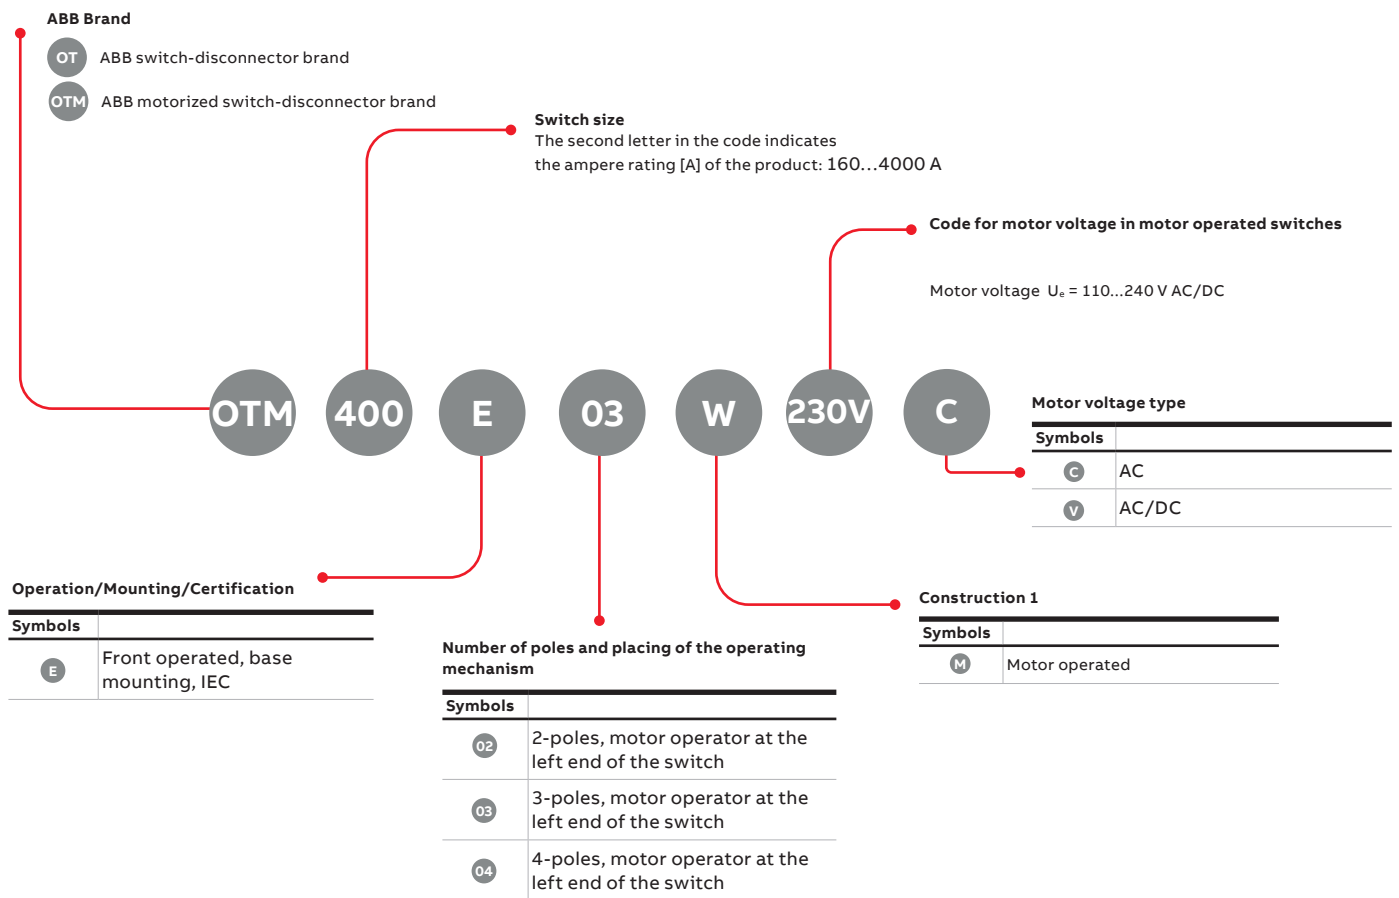 ABB Brand
OT ABB switch-disconnector brand
OTM ABB motorized switch-disconnector brand
Switch size
The second letter in the code indicates
the ampere rating [A] of the product: 160...4000 A
Code for motor voltage in motor operated switches
Motor voltage Uₑ = 110...240 V AC/DC
OTM 400 E 03 W 230V C
Motor voltage type
Symbols
C AC
V AC/DC
Operation/Mounting/Certification
Symbols
E Front operated, base
mounting, IEC
Number of poles and placing of the operating
mechanism
Symbols
02 2-poles, motor operator at the
left end of the switch
03 3-poles, motor operator at the
left end of the switch
04 4-poles, motor operator at the
left end of the switch
Construction 1
Symbols
M Motor operated